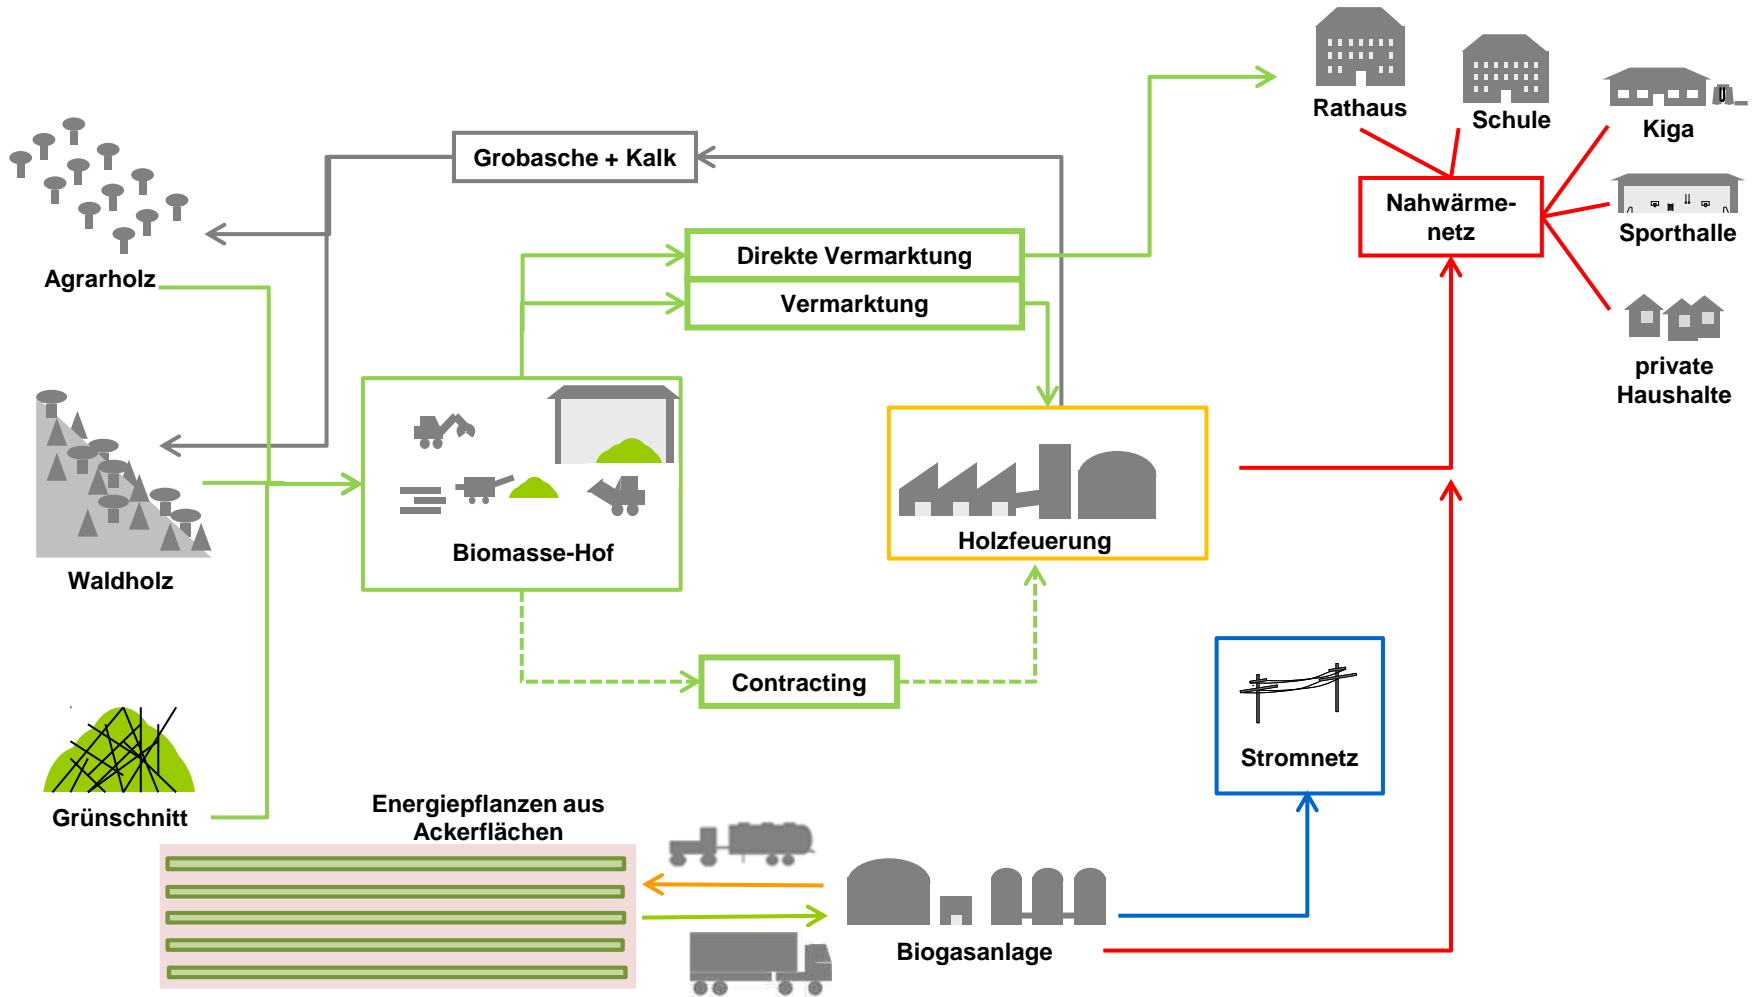 Rathaus
Schule
Kiga
Grobasche + Kalk
Nahwärme-
netz
Sporthalle
Direkte Vermarktung
Agrarholz
Vermarktung
private
Haushalte
Holzfeuerung
Biomasse-Hof
Waldholz
Contracting
Stromnetz
Grünschnitt
Energiepflanzen aus
Ackerflächen
Biogasanlage